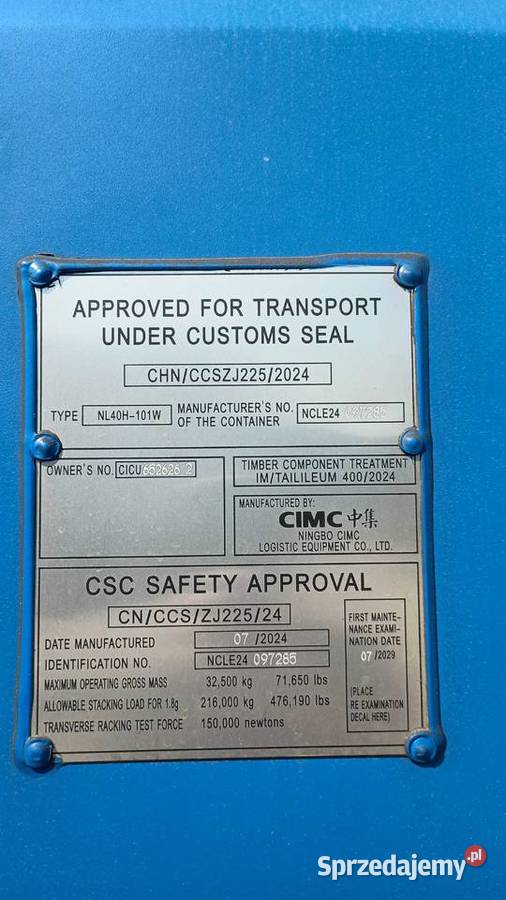 APPROVED FOR TRANSPORT
UNDER CUSTOMS SEAL
CHN/CCSZJ225/2024
TYPE NL40H-101W MANUFACTURER'S NO. OF THE CONTAINER NCLE24 097285
OWNER'S NO. CICU 652626 2
TIMBER COMPONENT TREATMENT
IM/TAILILEUM 400/2024
MANUFACTURED BY:
CIMC 中集
NINGBO CIMC
LOGISTIC EQUIPMENT CO., LTD.
CSC SAFETY APPROVAL
CN/CCS/ZJ225/24
DATE MANUFACTURED 07 /2024
IDENTIFICATION NO. NCLE24 097285
MAXIMUM OPERATING GROSS MASS 32,500 kg 71,650 lbs
ALLOWABLE STACKING LOAD FOR 1.8g 216,000 kg 476,190 lbs
TRANSVERSE RACKING TEST FORCE 150,000 newtons
FIRST MAINTE-
NANCE EXAMI-
NATION DATE
07 /2029
(PLACE
RE EXAMINATION
DECAL HERE)
Sprzedajemy.pl